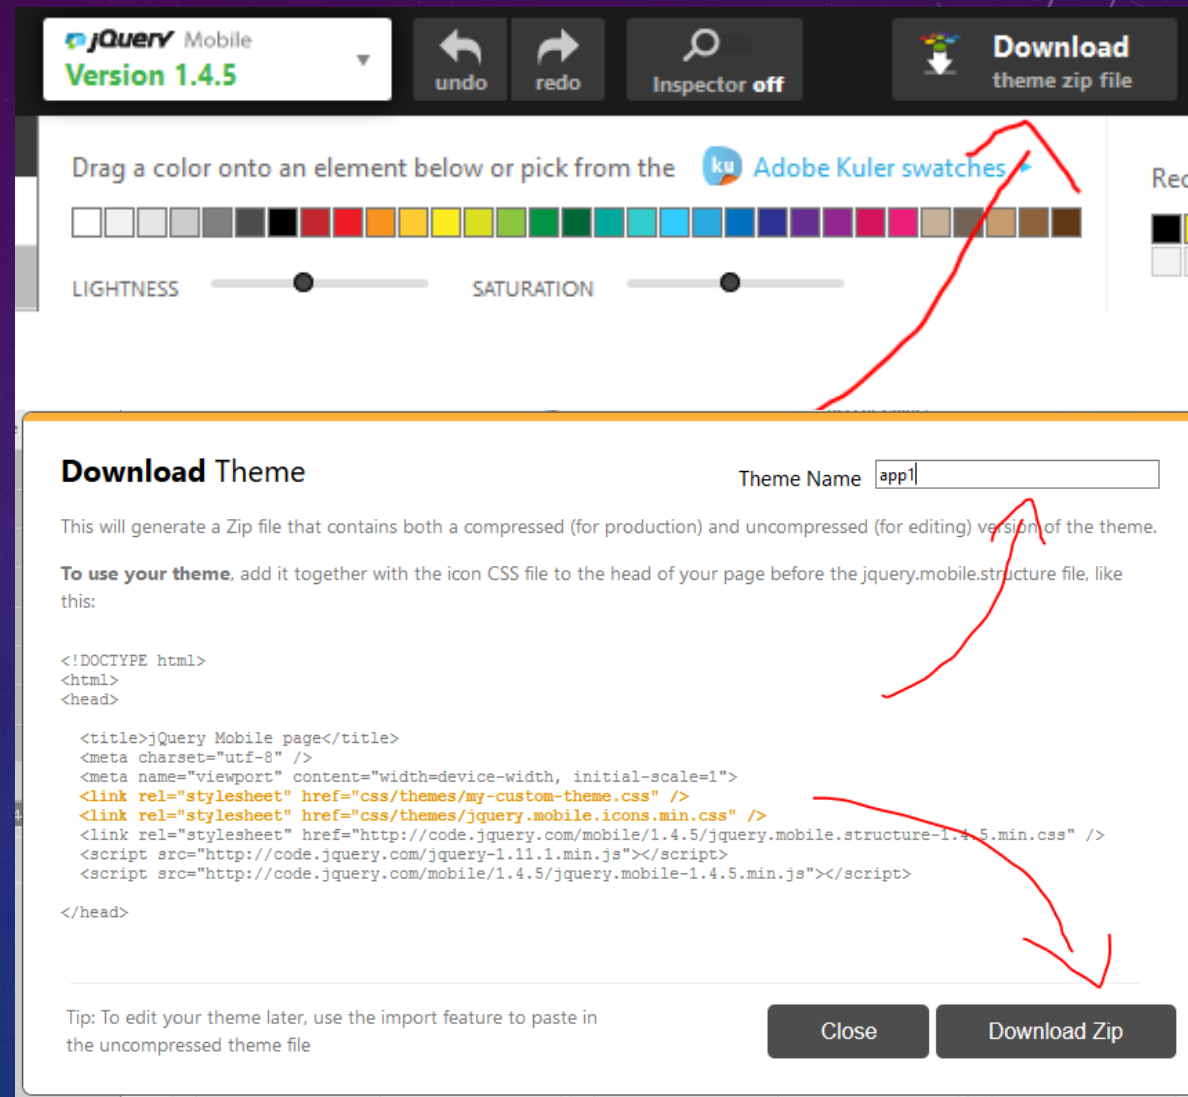 jQuery Mobile
Version 1.4.5
undo
redo
Inspector off
Download
theme zip file
Drag a color onto an element below or pick from the
ku
Adobe Kuler swatches
LIGHTNESS
SATURATION
Download Theme
Theme Name
app1
This will generate a Zip file that contains both a compressed (for production) and uncompressed (for editing) version of the theme.
To use your theme, add it together with the icon CSS file to the head of your page before the jquery.mobile.structure file, like
this:
<!DOCTYPE html>
<html>
<head>
<title>jQuery Mobile page</title>
<meta charset="utf-8" />
<meta name="viewport" content="width=device-width, initial-scale=1">
<link rel="stylesheet" href="css/themes/my-custom-theme.css" />
<link rel="stylesheet" href="css/themes/jquery.mobile.icons.min.css" />
<link rel="stylesheet" href="http://code.jquery.com/mobile/1.4.5/jquery.mobile.structure-1.4.5.min.css" />
<script src="http://code.jquery.com/jquery-1.11.1.min.js"></script>
<script src="http://code.jquery.com/mobile/1.4.5/jquery.mobile-1.4.5.min.js"></script>
</head>
Tip: To edit your theme later, use the import feature to paste in
the uncompressed theme file
Close
Download Zip